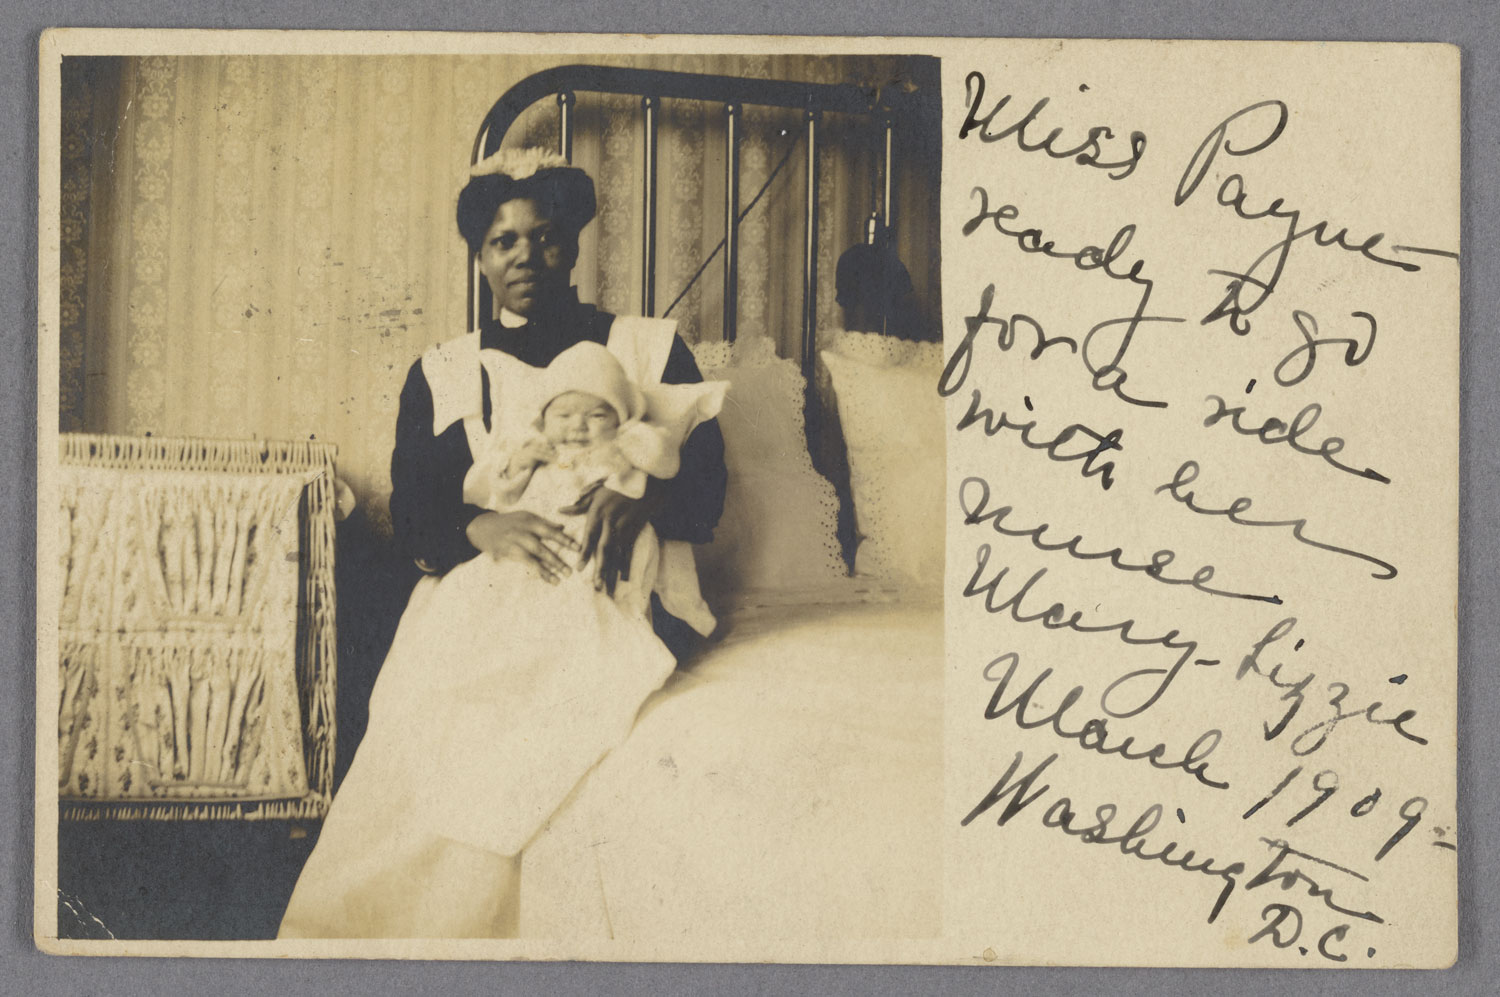 Miss Payne
ready to go
for a ride
with her
nurse
Mary-Lizzie
March 1909-
Washington
D.C.